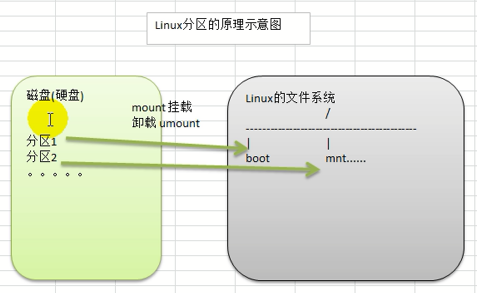 Linux分区的原理示意图
磁盘(硬盘)
分区1
分区2
。。。。。
mount 挂载
卸载 umount
Linux的文件系统
/
-----------------------------------------
|	|
boot	mnt......